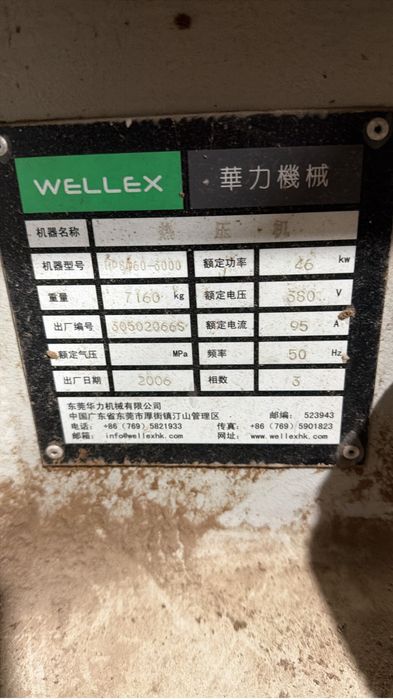 WELLEX 華力機械
机器名称 热 压 机
机器型号 额定功率 46 kw
重量 7160 kg 额定电压 380 V
出厂编号 30502066S 额定电流 95 A
额定气压 MPa 频率 50 Hz
出厂日期 2006 相数 3
东莞华力机械有限公司
中国广东省东莞市厚街镇汀山管理区 邮编: 523943
电话: +86 (769) 5821933 传真: +86 (769) 5901823
邮箱: info@wellexhk.com 网址: www.wellexhk.com